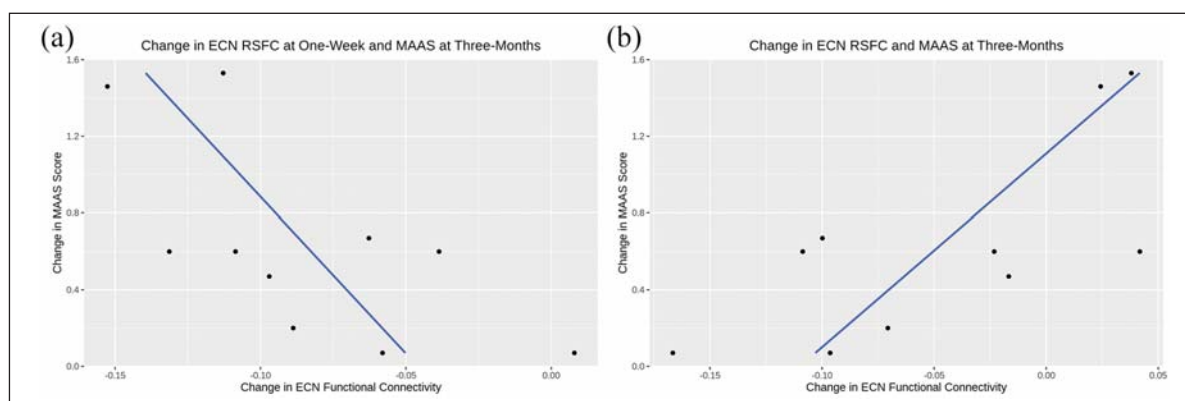 (a)
Change in ECN RSFC at One-Week and MAAS at Three-Months
Change in MAAS Score
1.6
1.2
0.8
0.4
0.0
-0.15
-0.10
-0.05
0.00
Change in ECN Functional Connectivity
(b)
Change in ECN RSFC and MAAS at Three-Months
Change in MAAS Score
1.6
1.2
0.8
0.4
0.0
-0.15
-0.10
-0.05
0.00
0.05
Change in ECN Functional Connectivity